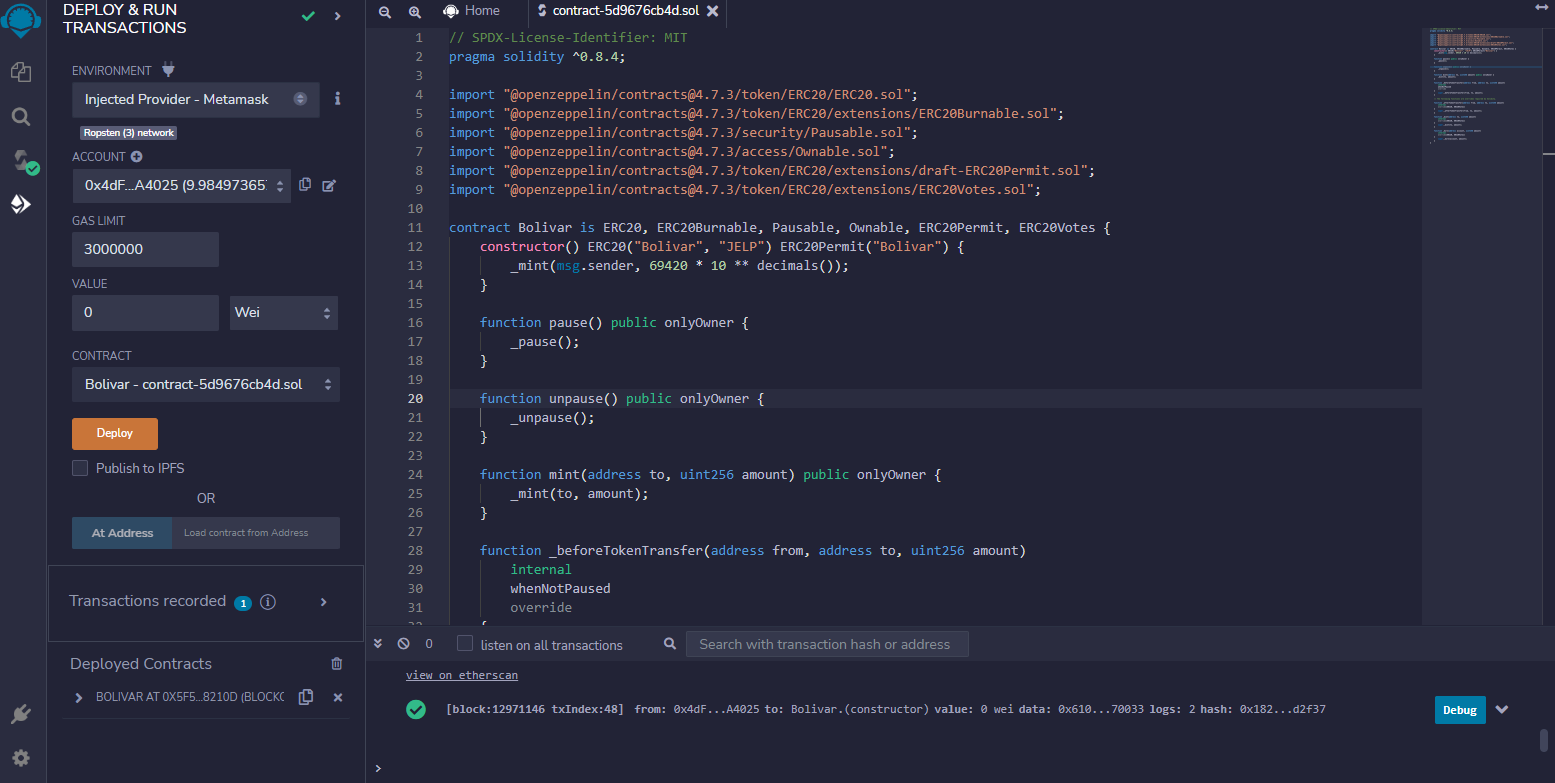 DEPLOY & RUN
TRANSACTIONS
ENVIRONMENT
Injected Provider - Metamask
Ropsten (3) network
ACCOUNT
0x4dF...A4025 (9.98497365
GAS LIMIT
3000000
VALUE
0
Wei
CONTRACT
Bolivar - contract-5d9676cb4d.sol
Deploy
Publish to IPFS
OR
At Address
Load contract from Address
Transactions recorded 1
Deployed Contracts
BOLIVAR AT 0X5F5...8210D (BLOCKC
Home
contract-5d9676cb4d.sol
1 // SPDX-License-Identifier: MIT
2 pragma solidity ^0.8.4;
3
4 import "@openzeppelin/contracts@4.7.3/token/ERC20/ERC20.sol";
5 import "@openzeppelin/contracts@4.7.3/token/ERC20/extensions/ERC20Burnable.sol";
6 import "@openzeppelin/contracts@4.7.3/security/Pausable.sol";
7 import "@openzeppelin/contracts@4.7.3/access/Ownable.sol";
8 import "@openzeppelin/contracts@4.7.3/token/ERC20/extensions/draft-ERC20Permit.sol";
9 import "@openzeppelin/contracts@4.7.3/token/ERC20/extensions/ERC20Votes.sol";
10
11 contract Bolivar is ERC20, ERC20Burnable, Pausable, Ownable, ERC20Permit, ERC20Votes {
12 constructor() ERC20("Bolivar", "JELP") ERC20Permit("Bolivar") {
13 _mint(msg.sender, 69420 * 10 ** decimals());
14 }
15
16 function pause() public onlyOwner {
17 _pause();
18 }
19
20 function unpause() public onlyOwner {
21 _unpause();
22 }
23
24 function mint(address to, uint256 amount) public onlyOwner {
25 _mint(to, amount);
26 }
27
28 function _beforeTokenTransfer(address from, address to, uint256 amount)
29 internal
30 whenNotPaused
31 override
0
listen on all transactions
Search with transaction hash or address
view on etherscan
[block:12971146 txIndex:48] from: 0x4dF...A4025 to: Bolivar.(constructor) value: 0 wei data: 0x610...70033 logs: 2 hash: 0x182...d2f37
Debug
>